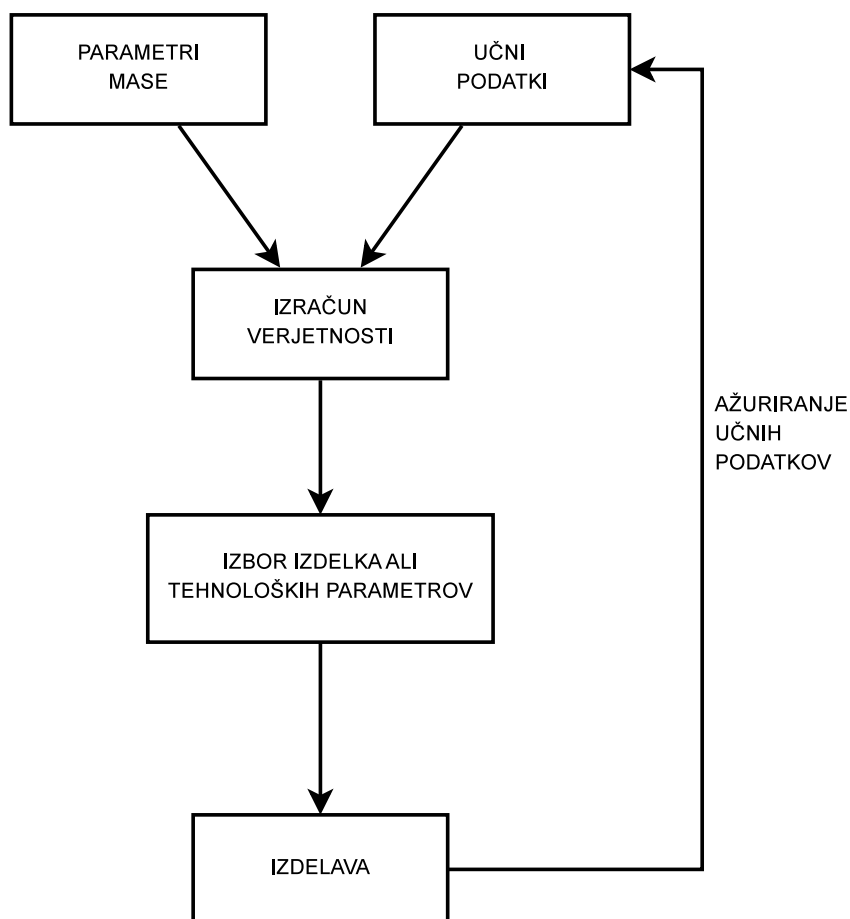 PARAMETRI
MASE
UČNI
PODATKI
IZRAČUN
VERJETNOSTI
AŽURIRANJE
UČNIH
PODATKOV
IZBOR IZDELKA ALI
TEHNOLOŠKIH PARAMETROV
IZDELAVA